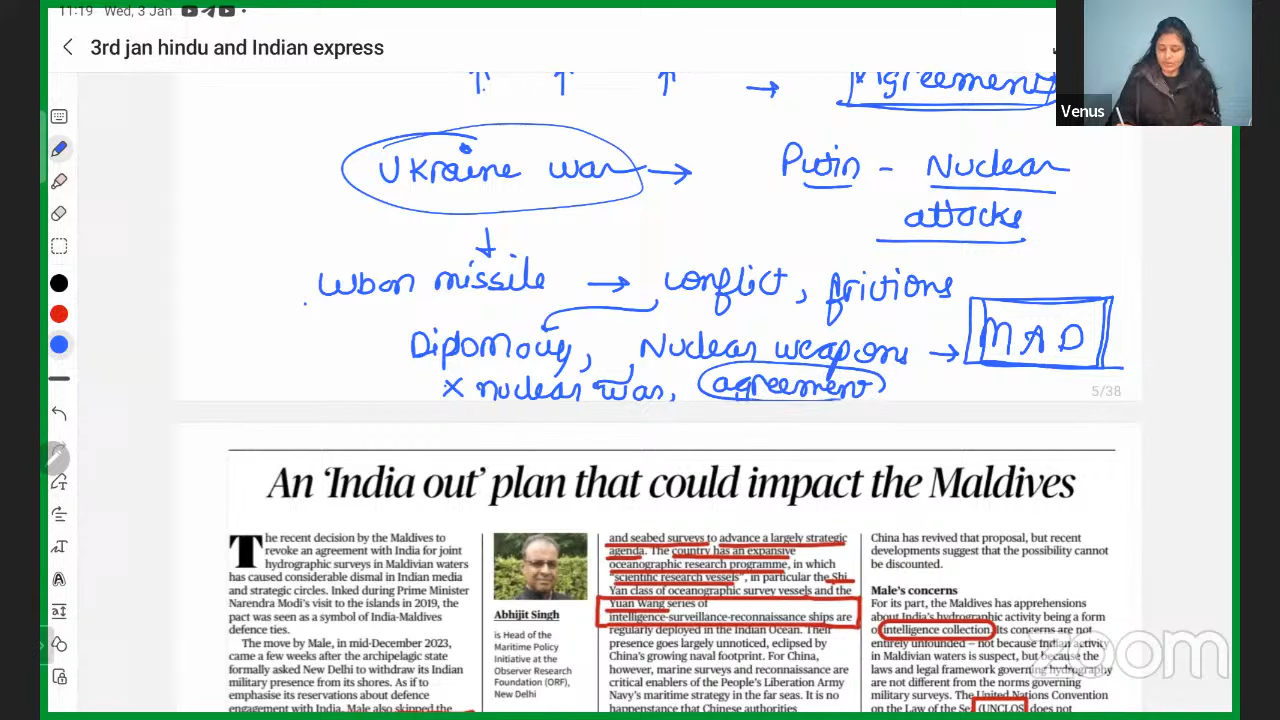 11:19 Wed, 3 Jan
3rd jan hindu and Indian express
Venus
Agreement
Ukraine war → Putin - Nuclear
attacks
missile → conflict, frictions
Diplomacy, Nuclear weapons → MAD
x nuclear war, agreement
5/38
An ‘India out’ plan that could impact the Maldives
The recent decision by the Maldives to
revoke an agreement with India for joint
hydrographic surveys in Maldivian waters
has caused considerable dismal in Indian media
and strategic circles. Inked during Prime Minister
Narendra Modi’s visit to the islands in 2019, the
pact was seen as a symbol of India-Maldives
defence ties.
The move by Male, in mid-December 2023,
came a few weeks after the archipelagic state
formally asked New Delhi to withdraw its Indian
military presence from its shores. As if to
emphasise its reservations about defence
engagement with India, Male also skipped the
Abhijit Singh
is Head of the
Maritime Policy
Initiative at the
Observer Research
Foundation (ORF),
New Delhi
and seabed surveys to advance a largely strategic
agenda. The country has an expansive
oceanographic research programme, in which
“scientific research vessels”, in particular the Shi
Yan class of oceanographic survey vessels and the
Yuan Wang series of
intelligence-surveillance-reconnaissance ships are
regularly deployed in the Indian Ocean. Their
presence goes largely unnoticed, eclipsed by
China’s growing naval footprint. For China,
however, marine surveys and reconnaissance are
critical enablers of the People’s Liberation Army
Navy’s maritime strategy in the far seas. It is no
happenstance that Chinese authorities
China has revived that proposal, but recent
developments suggest that the possibility cannot
be discounted.
Male’s concerns
For its part, the Maldives has apprehensions
about India’s hydrographic activity being a form
of intelligence collection. Its concerns are not
entirely unfounded – not because Indian activity
in Maldivian waters is suspect, but because the
laws and legal framework governing hydrography
are not different from the norms governing
military surveys. The United Nations Convention
on the Law of the Sea (UNCLOS) does not
zoom